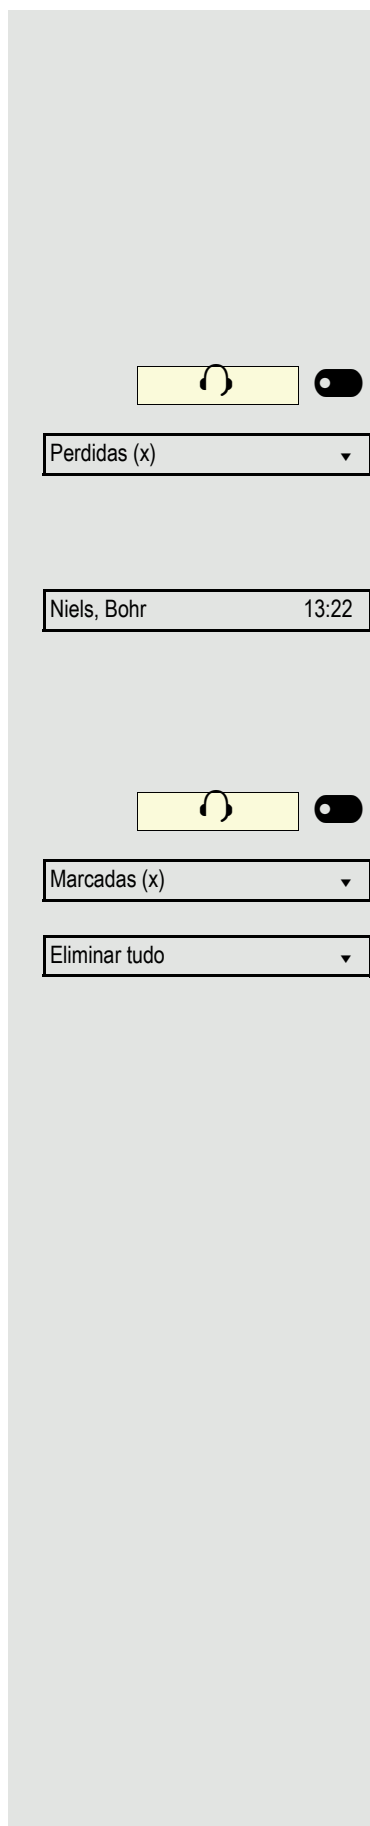 Perdidas (x)
Niels, Bohr 13:22
Marcadas (x)
Eliminar tudo